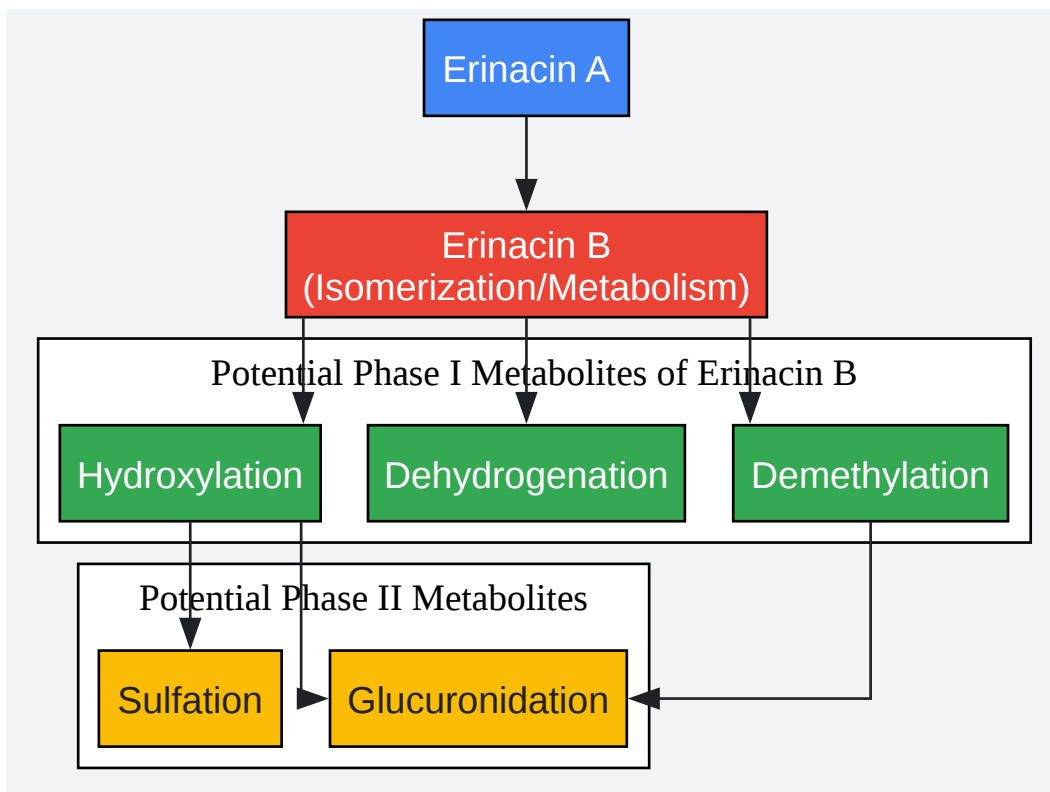 Erinacin A
Erinacin B
(Isomerization/Metabolism)
Potential Phase I Metabolites of Erinacin B
Hydroxylation
Dehydrogenation
Demethylation
Potential Phase II Metabolites
Sulfation
Glucuronidation